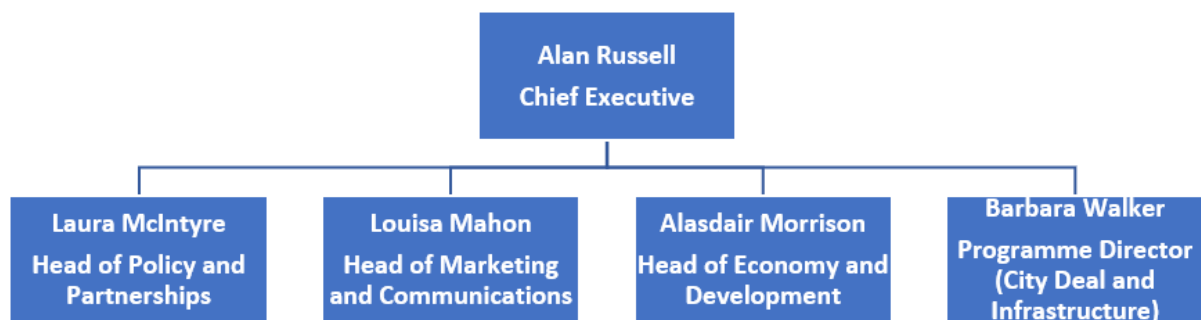 Alan Russell
Chief Executive
Laura McIntyre
Head of Policy and
Partnerships
Louisa Mahon
Head of Marketing
and Communications
Alasdair Morrison
Head of Economy and
Development
Barbara Walker
Programme Director
(City Deal and
Infrastructure)